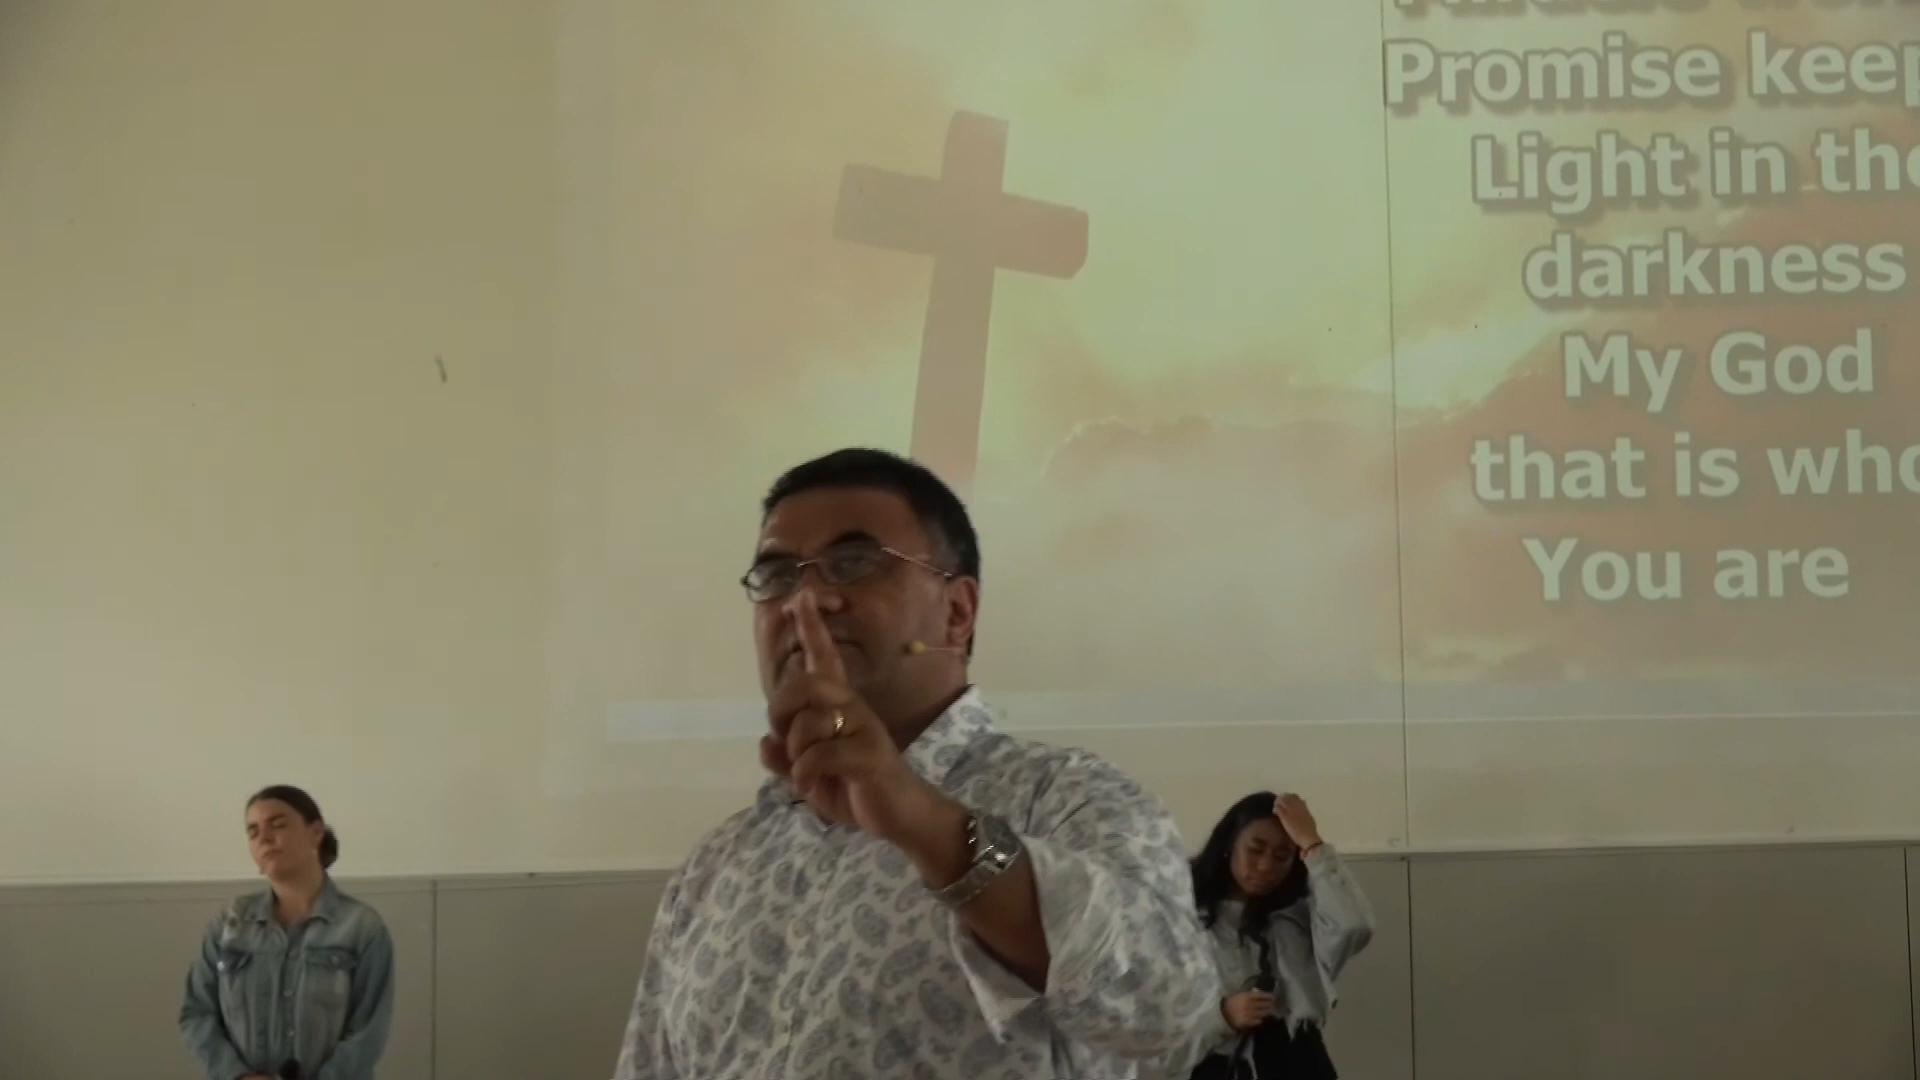 Promise keep
Light in the
darkness
My God
that is who
You are